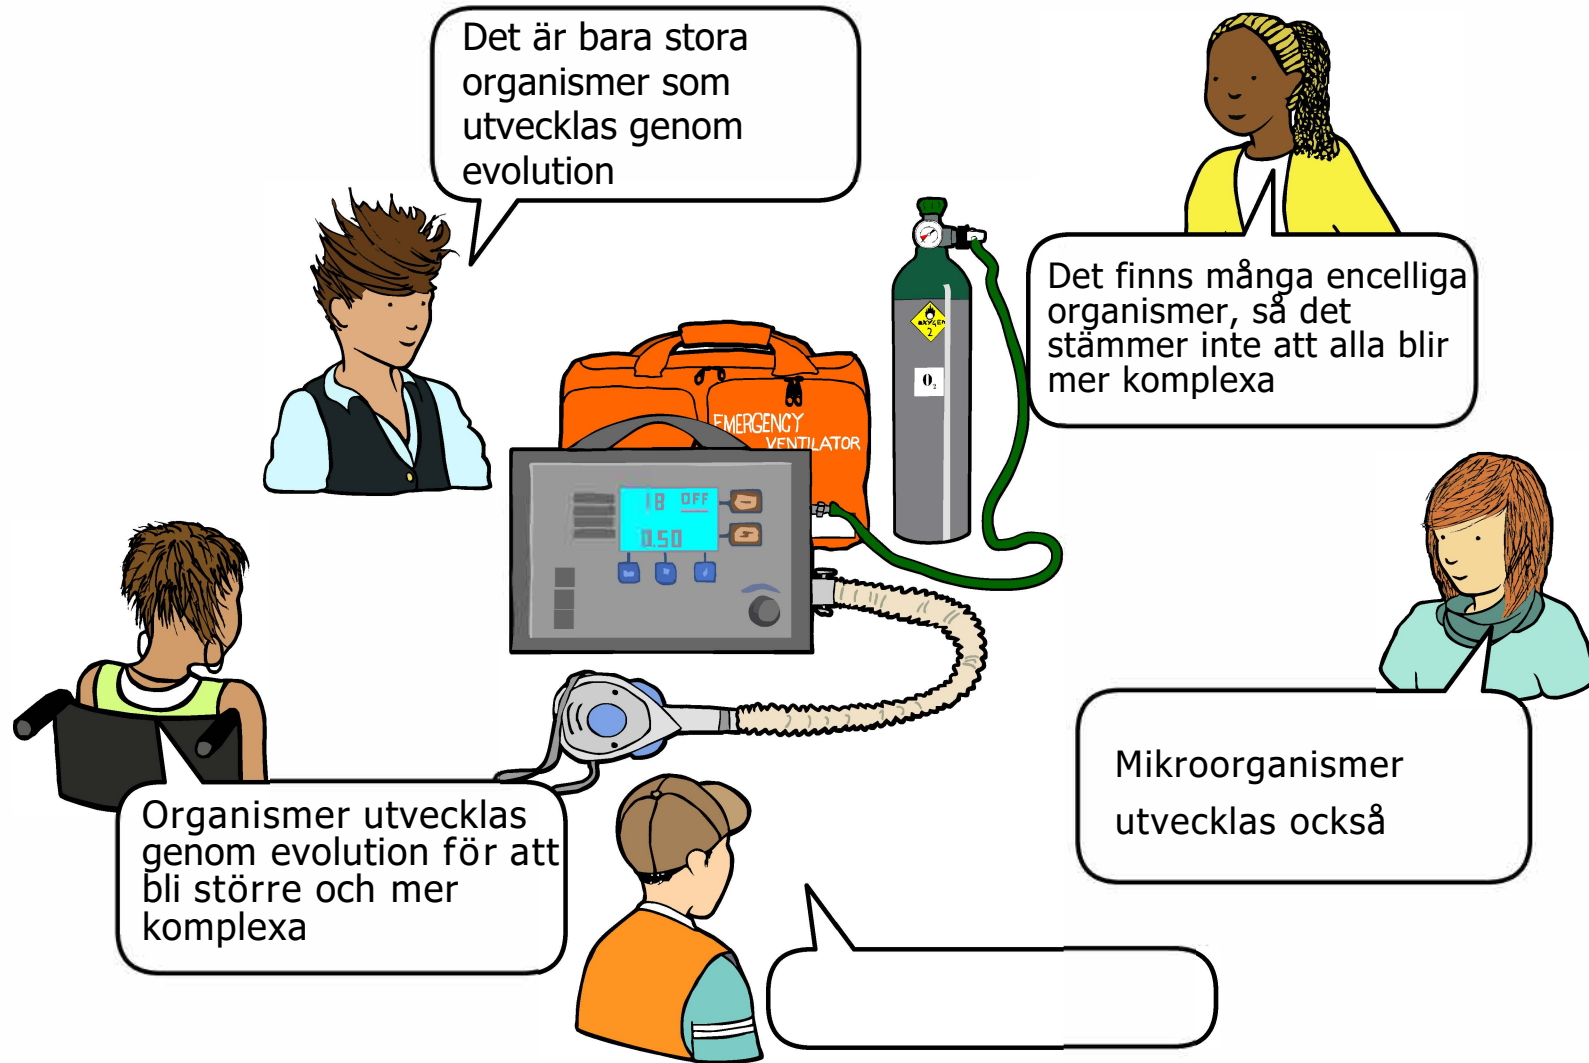 Det är bara stora
organismer som
utvecklas genom
evolution
Det finns många encelliga
organismer, så det
stämmer inte att alla blir
mer komplexa
OXYGEN
2
O₂
EMERGENCY
VENTILATOR
18 OFF
0.50
Mikroorganismer
utvecklas också
Organismer utvecklas
genom evolution för att
bli större och mer
komplexa